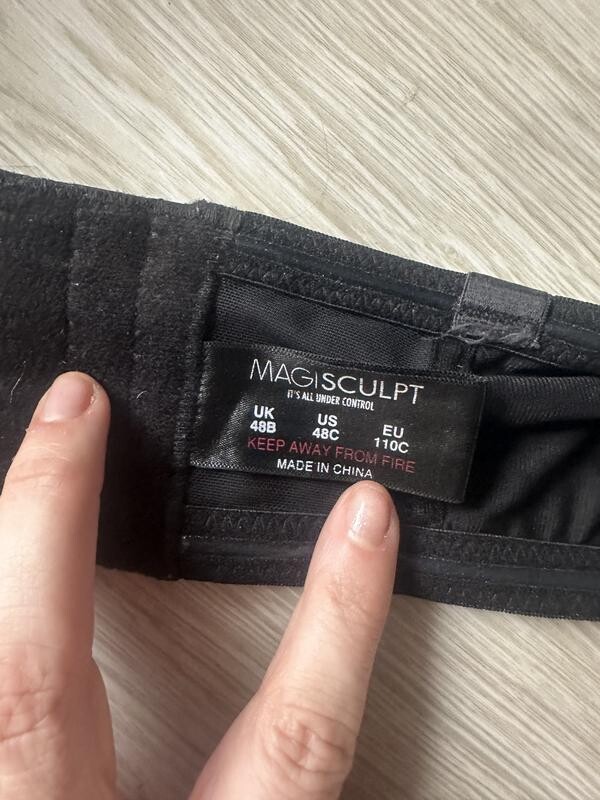 MAGISCULPT
IT'S ALL UNDER CONTROL
UK US EU
48B 48C 110C
KEEP AWAY FROM FIRE
MADE IN CHINA